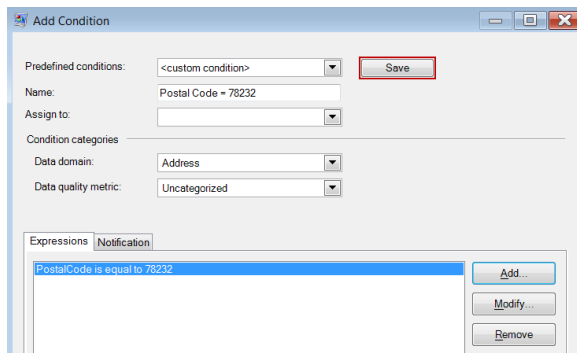 Add Condition
Predefined conditions: <custom condition> Save
Name: Postal Code = 78232
Assign to:
Condition categories
Data domain: Address
Data quality metric: Uncategorized
Expressions Notification
PostalCode is equal to 78232
Add...
Modify...
Remove